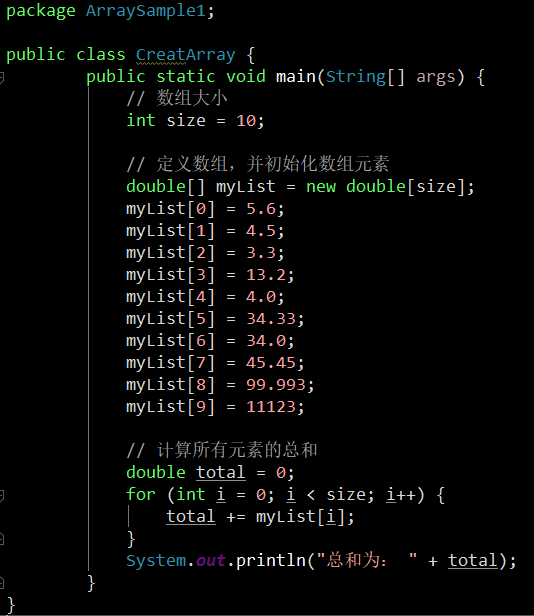 package ArraySample1;
public class CreatArray {
public static void main(String[] args) {
// 数组大小
int size = 10;
// 定义数组，并初始化数组元素
double[] myList = new double[size];
myList[0] = 5.6;
myList[1] = 4.5;
myList[2] = 3.3;
myList[3] = 13.2;
myList[4] = 4.0;
myList[5] = 34.33;
myList[6] = 34.0;
myList[7] = 45.45;
myList[8] = 99.993;
myList[9] = 11123;
// 计算所有元素的总和
double total = 0;
for (int i = 0; i < size; i++) {
total += myList[i];
}
System.out.println("总和为： " + total);
}
}